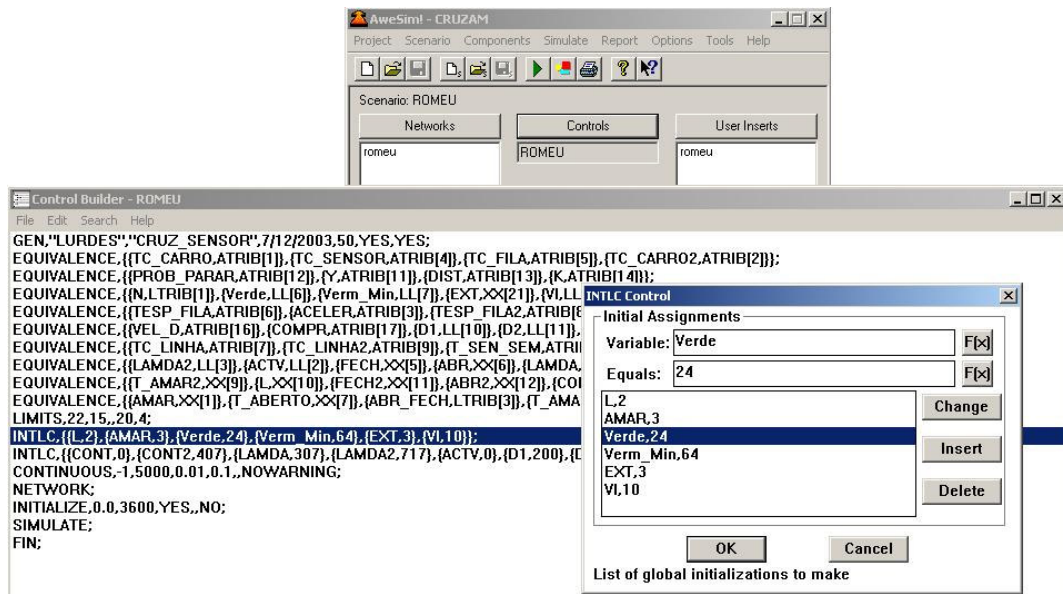 AweSim! - CRUZAM
Project Scenario Components Simulate Report Options Tools Help
Scenario: ROMEU
Networks Controls User Inserts
romeu ROMEU romeu
Control Builder - ROMEU
File Edit Search Help
GEN,"LURDES","CRUZ_SENSOR",7/12/2003,50,YES,YES;
EQUIVALENCE,{{TC_CARRO,ATRIB[1]},{TC_SENSOR,ATRIB[4]},{TC_FILA,ATRIB[5]},{TC_CARRO2,ATRIB[2]}};
EQUIVALENCE,{{PROB_PARAR,ATRIB[12]},{Y,ATRIB[11]},{DIST,ATRIB[13]},{K,ATRIB[14]}};
EQUIVALENCE,{{N,LTRIB[1]},{Verde,LL[6]},{Verm_Min,LL[7]},{EXT,XX[21]},{VI,LL
EQUIVALENCE,{{TESP_FILA,ATRIB[6]},{ACELER,ATRIB[3]},{TESP_FILA2,ATRIB[8
EQUIVALENCE,{{VEL_D,ATRIB[16]},{COMPR,ATRIB[17]},{D1,LL[10]},{D2,LL[11]},
EQUIVALENCE,{{TC_LINHA,ATRIB[7]},{TC_LINHA2,ATRIB[9]},{T_SEN_SEM,ATRI
EQUIVALENCE,{{LAMDA2,LL[3]},{ACTV,LL[2]},{FECH,XX[5]},{ABR,XX[6]},{LAMDA,
EQUIVALENCE,{{T_AMAR2,XX[9]},{L,XX[10]},{FECH2,XX[11]},{ABR2,XX[12]},{CO
EQUIVALENCE,{{AMAR,XX[1]},{T_ABERTO,XX[7]},{ABR_FECH,LTRIB[3]},{T_AMA
LIMITS,22,15,,20,4;
INTLC,{{L,2},{AMAR,3},{Verde,24},{Verm_Min,64},{EXT,3},{VI,10}};
INTLC,{{CONT,0},{CONT2,407},{LAMDA,307},{LAMDA2,717},{ACTV,0},{D1,200},{D
CONTINUOUS,-1,5000,0.01,0.1,,NOWARNING;
NETWORK;
INITIALIZE,0.0,3600,YES,,NO;
SIMULATE;
FIN;
INTLC Control
Initial Assignments
Variable: Verde F(x)
Equals: 24 F(x)
L,2
AMAR,3
Verde,24
Verm_Min,64
EXT,3
VI,10
Change
Insert
Delete
OK Cancel
List of global initializations to make